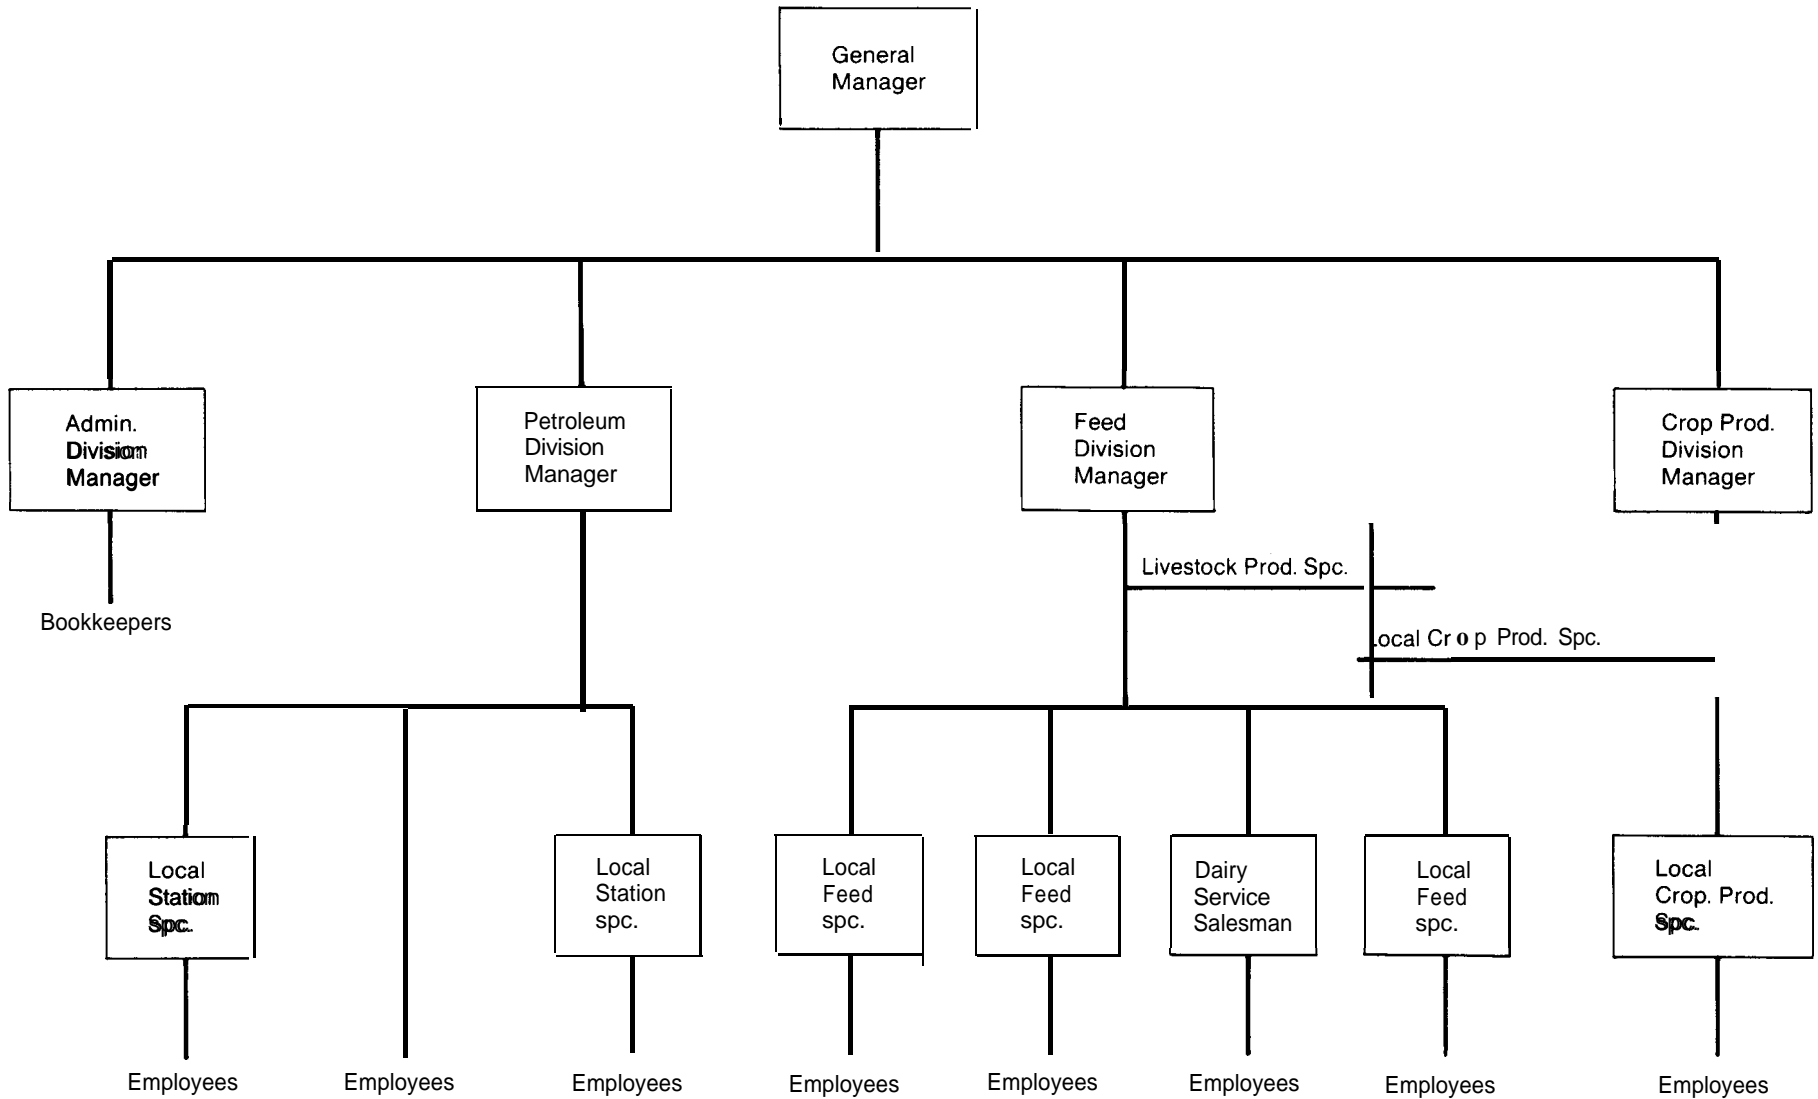 General
Manager
Admin.
Division
Manager
Petroleum
Division
Manager
Feed
Division
Manager
Crop Prod.
Division
Manager
Livestock Prod. Spc.
Local Crop Prod. Spc.
Bookkeepers
Local
Station
Spc.
Local
Station
spc.
Local
Feed
spc.
Local
Feed
spc.
Dairy
Service
Salesman
Local
Feed
spc.
Local
Crop. Prod.
Spc.
Employees
Employees
Employees
Employees
Employees
Employees
Employees
Employees